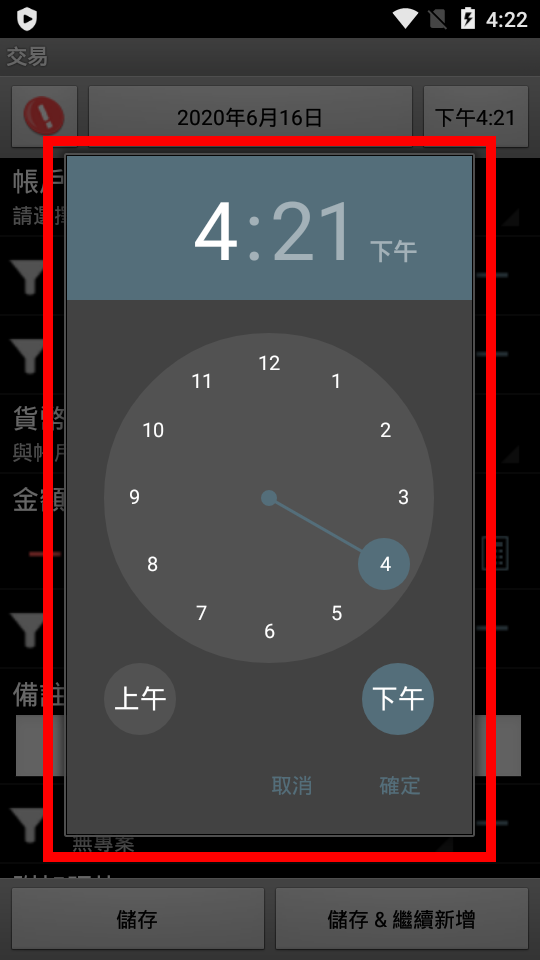 4:22
交易
2020年6月16日
下午4:21
帳戶
請選擇
4:21 下午
12
11
1
10
2
9
3
8
4
7
5
6
上午
下午
取消
確定
貨幣
與帳戶
金額
備註
無專案
儲存
儲存 & 繼續新增